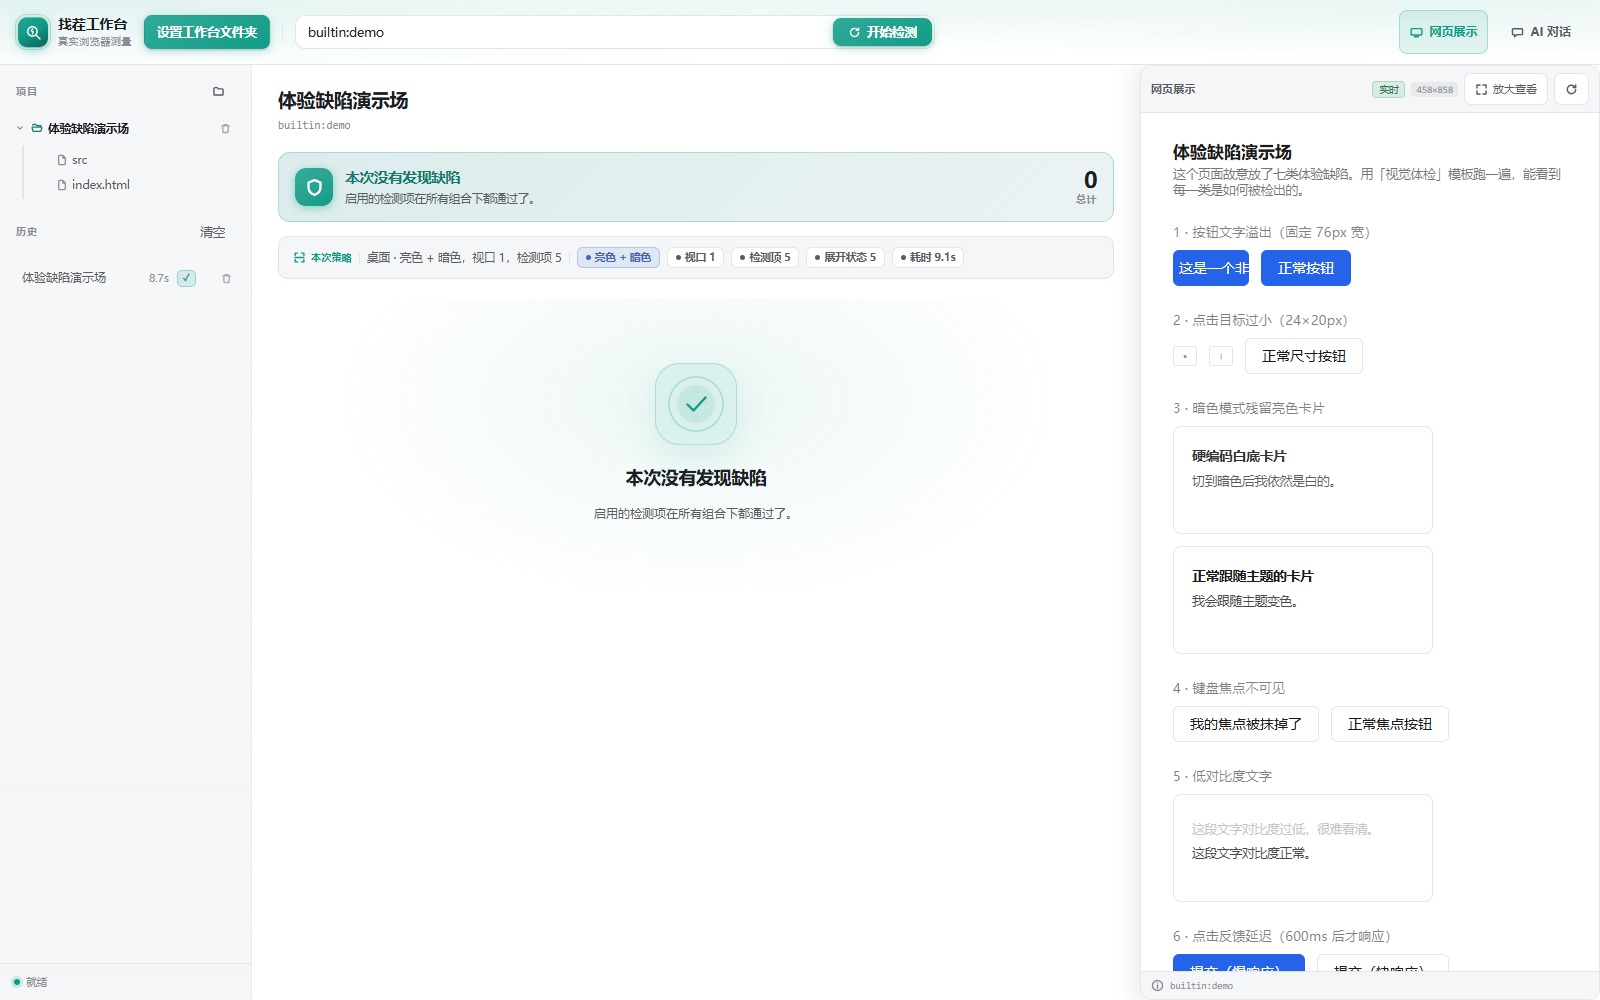 找茬工作台
真实浏览器测量
设置工作台文件夹
builtin:demo
开始检测
网页展示
AI 对话
项目
体验缺陷演示场
src
index.html
历史
清空
体验缺陷演示场
8.7s
就绪
体验缺陷演示场
builtin:demo
本次没有发现缺陷
启用的检测项在所有组合下都通过了。
0
总计
本次策略
桌面 · 亮色 + 暗色，视口 1，检测项 5
亮色 + 暗色
视口 1
检测项 5
展开状态 5
耗时 9.1s
本次没有发现缺陷
启用的检测项在所有组合下都通过了。
网页展示
实时
458×858
放大查看
体验缺陷演示场
这个页面故意放了七类体验缺陷。用「视觉体检」模板跑一遍，能看到
每一类是如何被检出的。
1 · 按钮文字溢出（固定 76px 宽）
这是一个非
正常按钮
2 · 点击目标过小（24×20px）
正常尺寸按钮
3 · 暗色模式残留亮色卡片
硬编码白底卡片
切到暗色后我依然是白的。
正常跟随主题的卡片
我会跟随主题变色。
4 · 键盘焦点不可见
我的焦点被抹掉了
正常焦点按钮
5 · 低对比度文字
这段文字对比度过低，很难看清。
这段文字对比度正常。
6 · 点击反馈延迟（600ms 后才响应）
提交（慢响应）
提交（快响应）
builtin:demo